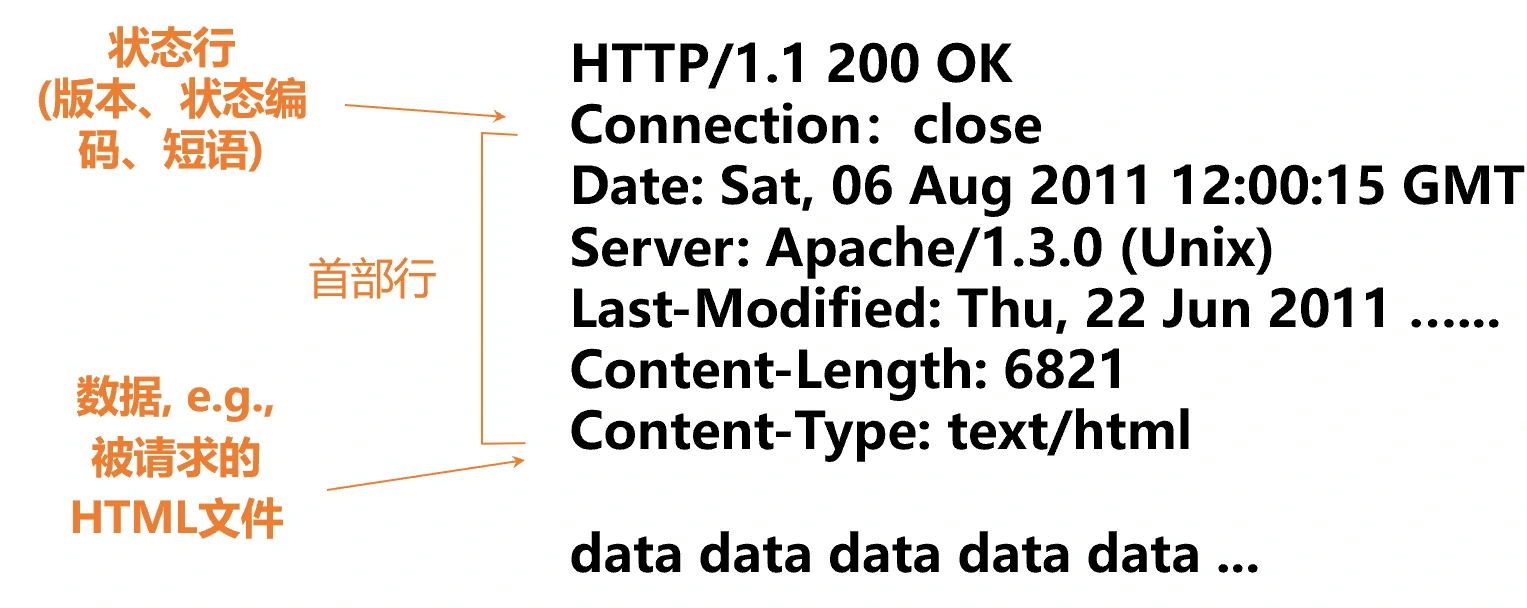 状态行
(版本、状态编
码、短语)
首部行
数据, e.g.,
被请求的
HTML文件
HTTP/1.1 200 OK
Connection：close
Date: Sat, 06 Aug 2011 12:00:15 GMT
Server: Apache/1.3.0 (Unix)
Last-Modified: Thu, 22 Jun 2011 …...
Content-Length: 6821
Content-Type: text/html
data data data data data ...